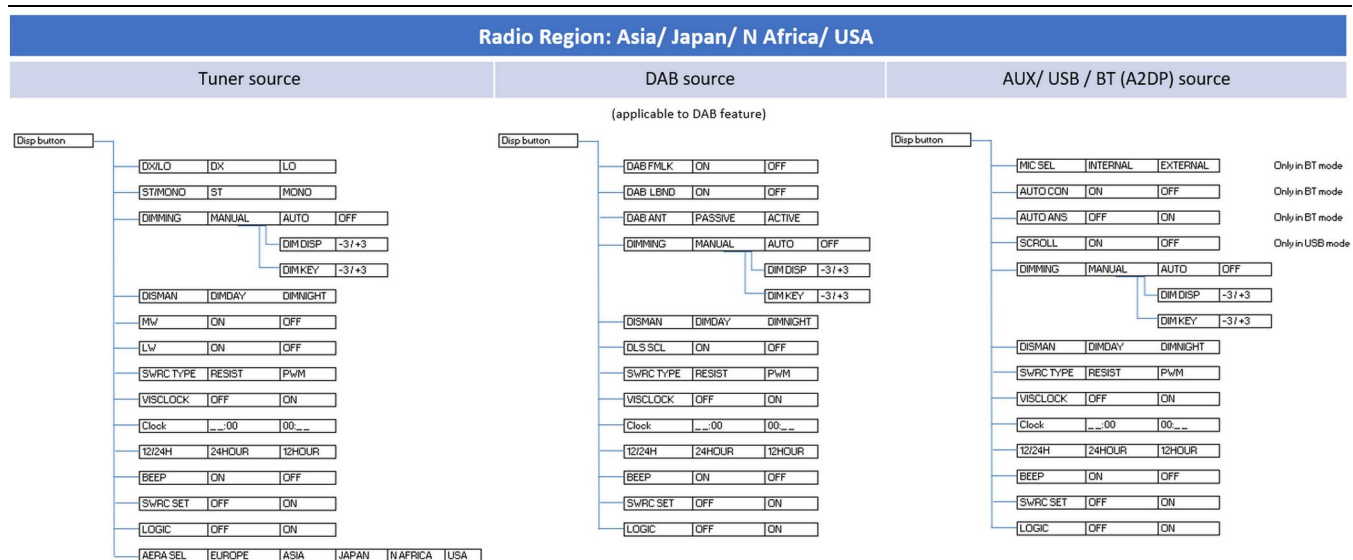 Radio Region: Asia/ Japan/ N Africa/ USA
Tuner source
DAB source
AUX/ USB / BT (A2DP) source
(applicable to DAB feature)
Disp button
DX/LO DX LO
ST/MONO ST MONO
DIMMING MANUAL AUTO OFF
DIM DISP -3 / +3
DIM KEY -3 / +3
DISMAN DIMDAY DIMNIGHT
MW ON OFF
LW ON OFF
SWRC TYPE RESIST PWM
VISCLOCK OFF ON
Clock _ _:00 00:_ _
12/24H 24HOUR 12HOUR
BEEP ON OFF
SWRC SET OFF ON
LOGIC OFF ON
AERA SEL EUROPE ASIA JAPAN N AFRICA USA
Disp button
DAB FMLK ON OFF
DAB LBND ON OFF
DAB ANT PASSIVE ACTIVE
DIMMING MANUAL AUTO OFF
DIM DISP -3 / +3
DIM KEY -3 / +3
DISMAN DIMDAY DIMNIGHT
DLS SCL ON OFF
SWRC TYPE RESIST PWM
VISCLOCK OFF ON
Clock _ _:00 00:_ _
12/24H 24HOUR 12HOUR
BEEP ON OFF
SWRC SET OFF ON
LOGIC OFF ON
Disp button
MIC SEL INTERNAL EXTERNAL Only in BT mode
AUTO CON ON OFF Only in BT mode
AUTO ANS OFF ON Only in BT mode
SCROLL ON OFF Only in USB mode
DIMMING MANUAL AUTO OFF
DIM DISP -3 / +3
DIM KEY -3 / +3
DISMAN DIMDAY DIMNIGHT
SWRC TYPE RESIST PWM
VISCLOCK OFF ON
Clock _ _:00 00:_ _
12/24H 24HOUR 12HOUR
BEEP ON OFF
SWRC SET OFF ON
LOGIC OFF ON